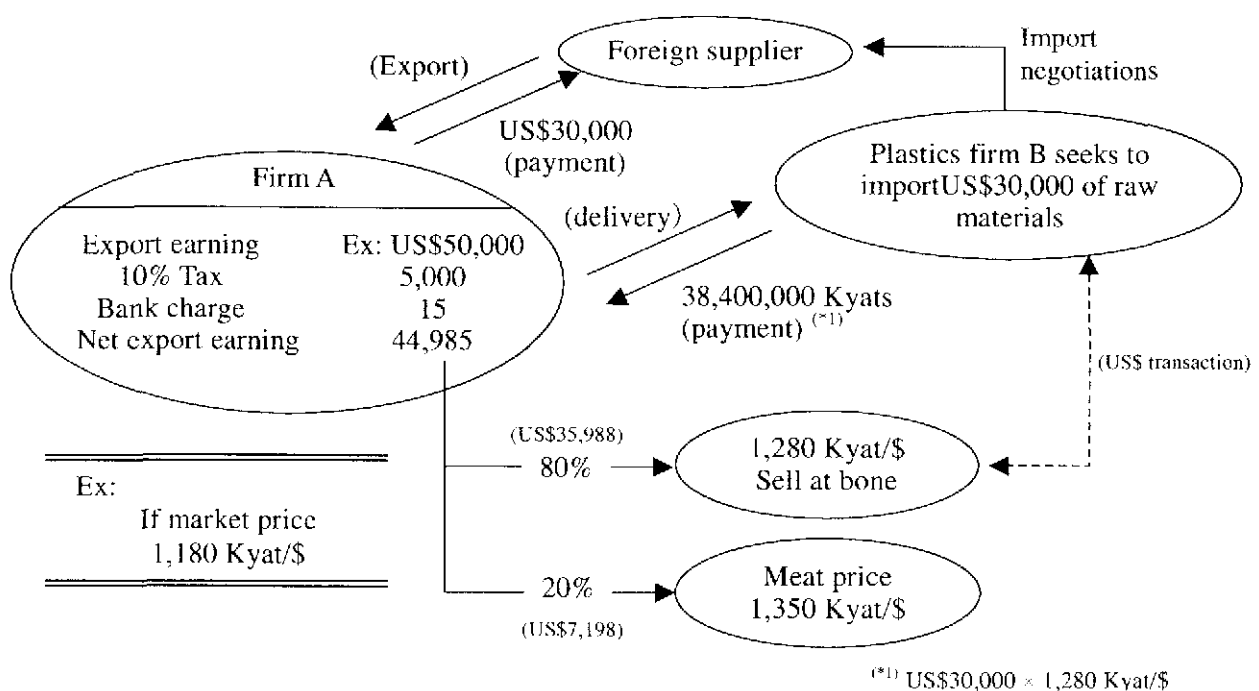 Foreign supplier
Import
negotiations
(Export)
US$30,000
(payment)
Plastics firm B seeks to
importUS$30,000 of raw
materials
Firm A
Export earning Ex: US$50,000
10% Tax 5,000
Bank charge 15
Net export earning 44,985
(delivery)
38,400,000 Kyats
(payment) (*1)
(US$ transaction)
(US$35,988)
80%
1,280 Kyat/$
Sell at bone
Ex:
If market price
1,180 Kyat/$
20%
(US$7,198)
Meat price
1,350 Kyat/$
(*1) US$30,000 × 1,280 Kyat/$